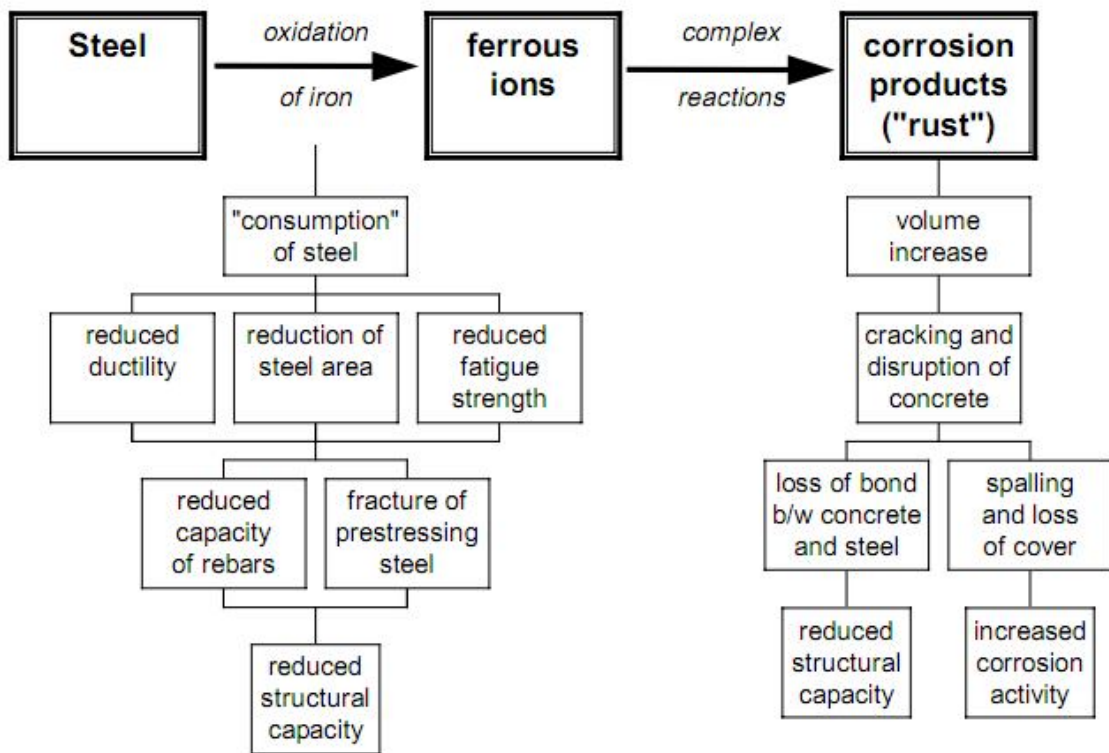 Steel
oxidation
of iron
ferrous
ions
complex
reactions
corrosion
products
("rust")
"consumption"
of steel
volume
increase
reduced
ductility
reduction of
steel area
reduced
fatigue
strength
cracking and
disruption of
concrete
reduced
capacity
of rebars
fracture of
prestressing
steel
loss of bond
b/w concrete
and steel
spalling
and loss
of cover
reduced
structural
capacity
reduced
structural
capacity
increased
corrosion
activity